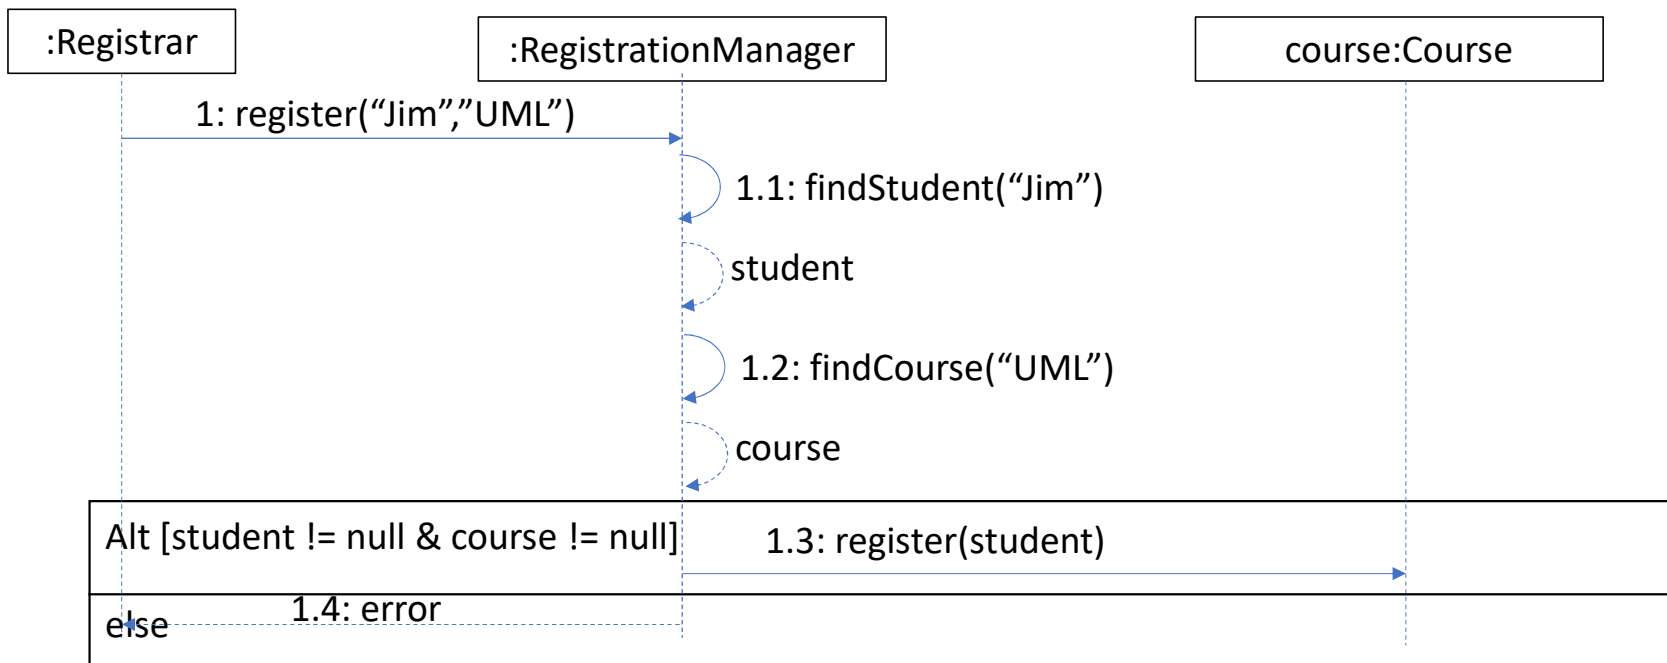 :Registrar
:RegistrationManager
course:Course
1: register(“Jim”,”UML”)
1.1: findStudent(“Jim”)
student
1.2: findCourse(“UML”)
course
Alt [student != null & course != null]
1.3: register(student)
1.4: error
else